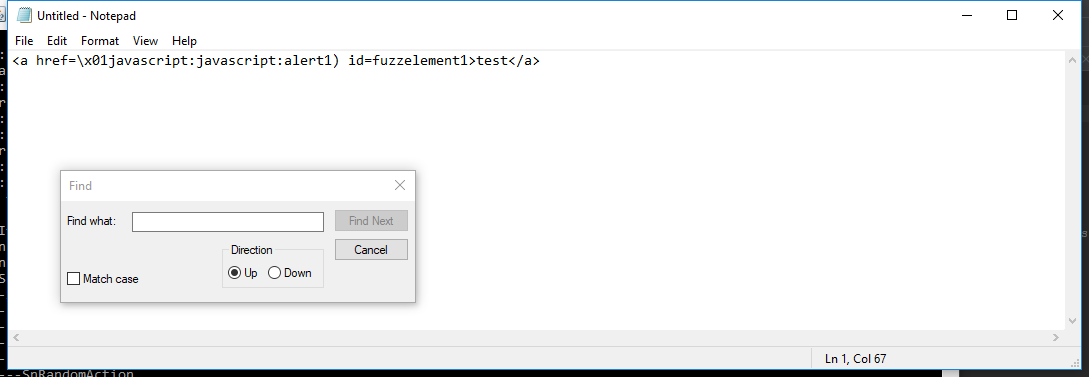 Untitled - Notepad
File Edit Format View Help
<a href=\x01javascript:javascript:alert1) id=fuzzelement1>test</a>
Find
Find what: Find Next
Direction Cancel
Match case Up Down
Ln 1, Col 67
---SnRandomAction